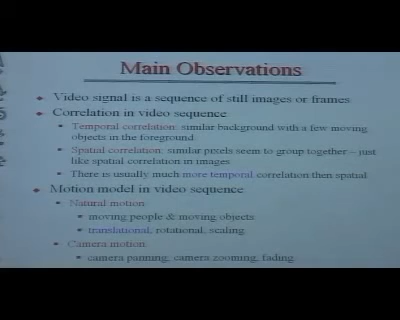 Main Observations
Video signal is a sequence of still images or frames
Correlation in video sequence
Temporal correlation: similar background with a few moving
objects in the foreground
Spatial correlation: similar pixels seem to group together – just
like spatial correlation in images
There is usually much more temporal correlation then spatial
Motion model in video sequence
Natural motion:
moving people & moving objects
translational, rotational, scaling
Camera motion:
camera panning, camera zooming, fading